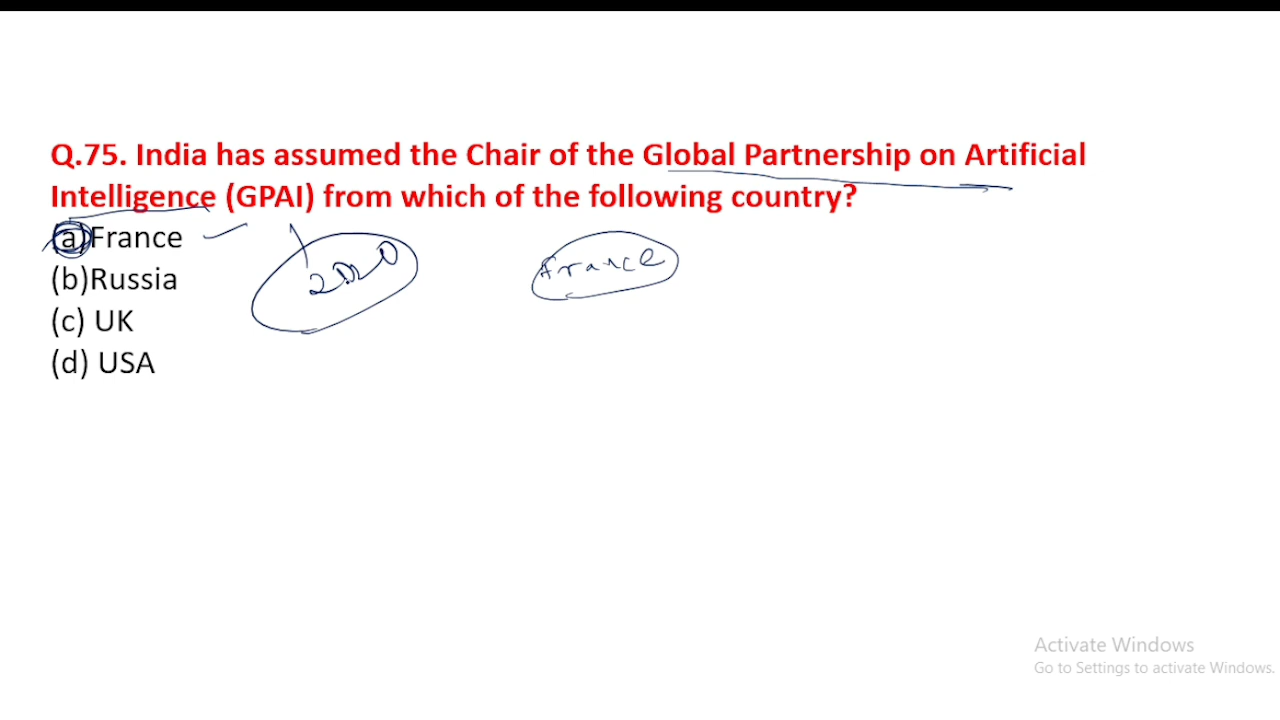 Q.75. India has assumed the Chair of the Global Partnership on Artificial
Intelligence (GPAI) from which of the following country?
(a)France
(b)Russia
2020
France
(c) UK
(d) USA
Activate Windows
Go to Settings to activate Windows.